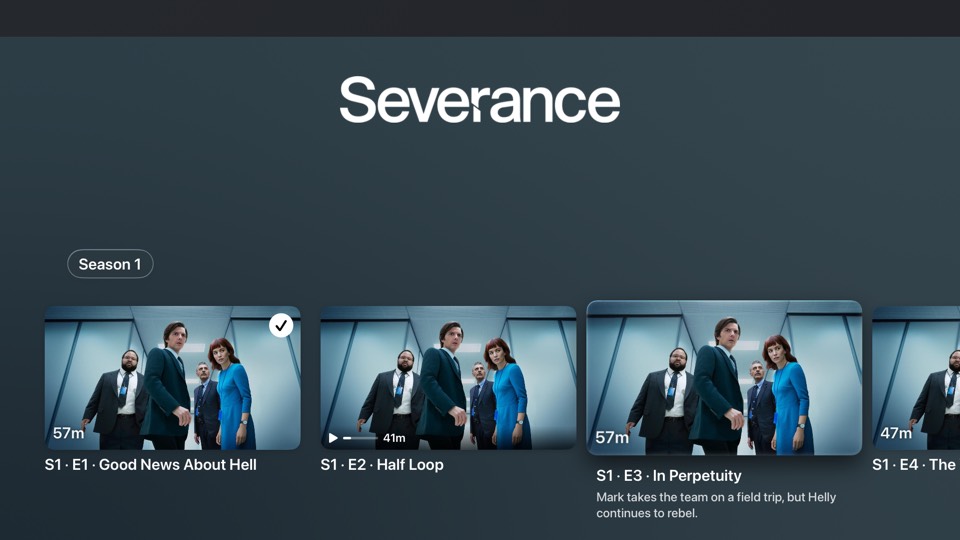 Severance
Season 1
57m
41m
57m
47m
S1 · E1 · Good News About Hell
S1 · E2 · Half Loop
S1 · E3 · In Perpetuity
S1 · E4 · The
Mark takes the team on a field trip, but Helly
continues to rebel.